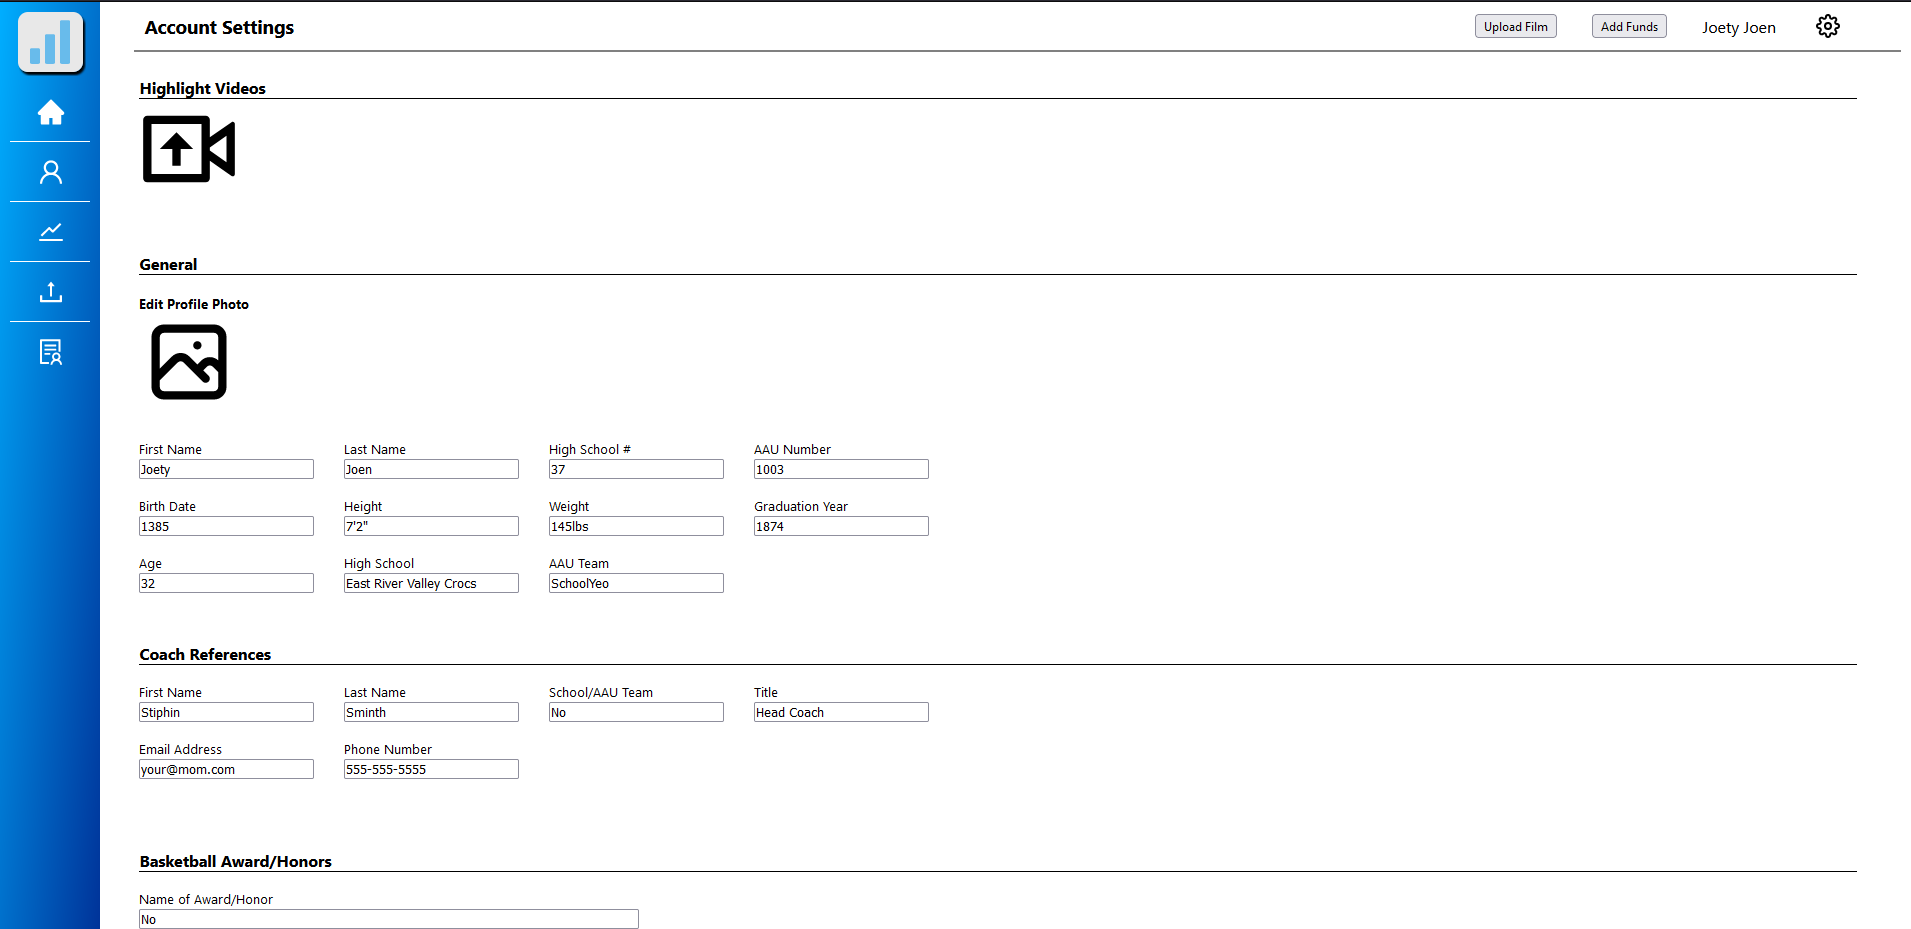 Account Settings Upload Film Add Funds Joety Joen
Highlight Videos
General
Edit Profile Photo
First Name Last Name High School # AAU Number
Joety Joen 37 1003
Birth Date Height Weight Graduation Year
1385 7'2" 145lbs 1874
Age High School AAU Team
32 East River Valley Crocs SchoolYeo
Coach References
First Name Last Name School/AAU Team Title
Stiphin Sminth No Head Coach
Email Address Phone Number
your@mom.com 555-555-5555
Basketball Award/Honors
Name of Award/Honor
No